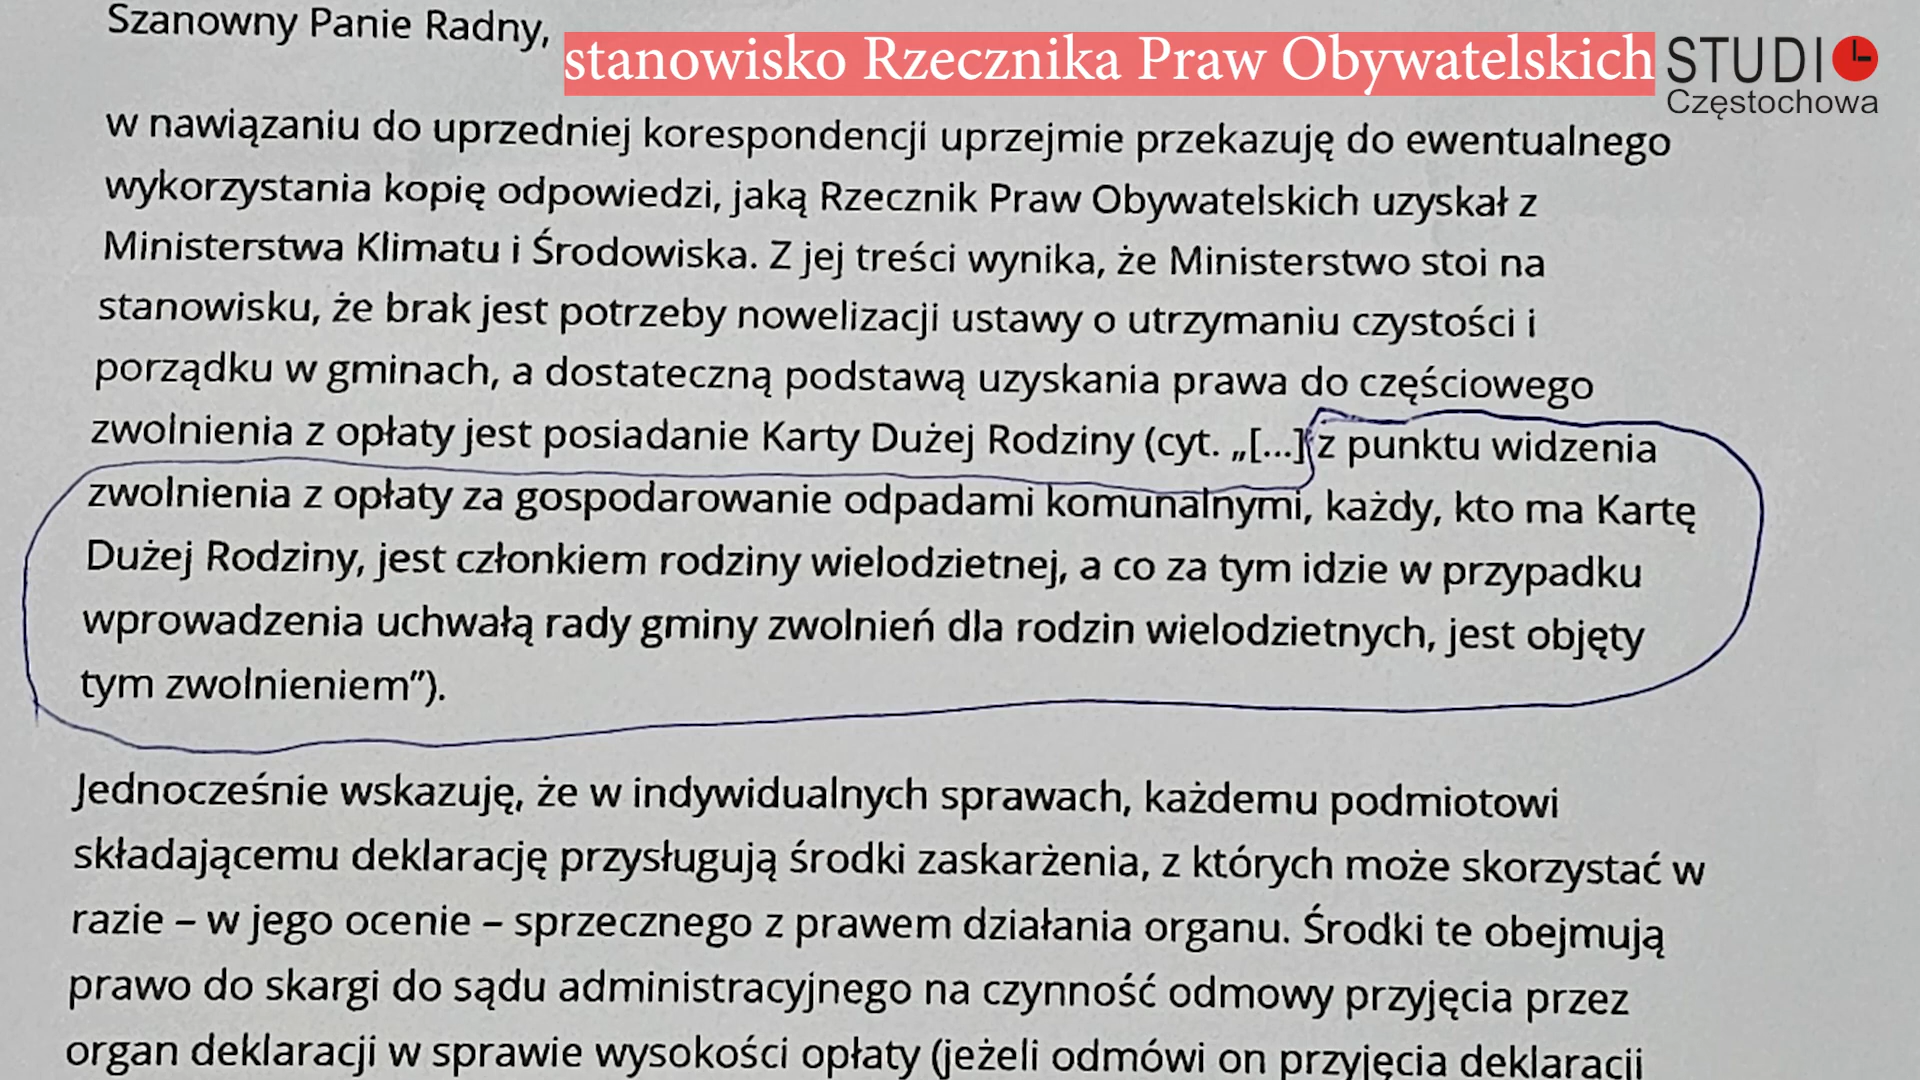 Szanowny Panie Radny,
stanowisko Rzecznika Praw Obywatelskich
STUDIO
Częstochowa
w nawiązaniu do uprzedniej korespondencji uprzejmie przekazuję do ewentualnego
wykorzystania kopię odpowiedzi, jaką Rzecznik Praw Obywatelskich uzyskał z
Ministerstwa Klimatu i Środowiska. Z jej treści wynika, że Ministerstwo stoi na
stanowisku, że brak jest potrzeby nowelizacji ustawy o utrzymaniu czystości i
porządku w gminach, a dostateczną podstawą uzyskania prawa do częściowego
zwolnienia z opłaty jest posiadanie Karty Dużej Rodziny (cyt. „[...] z punktu widzenia
zwolnienia z opłaty za gospodarowanie odpadami komunalnymi, każdy, kto ma Kartę
Dużej Rodziny, jest członkiem rodziny wielodzietnej, a co za tym idzie w przypadku
wprowadzenia uchwałą rady gminy zwolnień dla rodzin wielodzietnych, jest objęty
tym zwolnieniem”).
Jednocześnie wskazuję, że w indywidualnych sprawach, każdemu podmiotowi
składającemu deklarację przysługują środki zaskarżenia, z których może skorzystać w
razie – w jego ocenie – sprzecznego z prawem działania organu. Środki te obejmują
prawo do skargi do sądu administracyjnego na czynność odmowy przyjęcia przez
organ deklaracji w sprawie wysokości opłaty (jeżeli odmówi on przyjęcia deklaracji